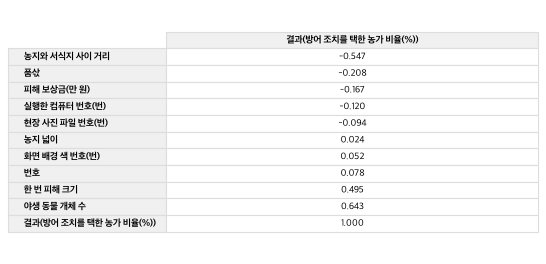 결과(방어 조치를 택한 농가 비율(%))
농지와 서식지 사이 거리 -0.547
품삯 -0.208
피해 보상금(만 원) -0.167
실행한 컴퓨터 번호(번) -0.120
현장 사진 파일 번호(번) -0.094
농지 넓이 0.024
화면 배경 색 번호(번) 0.052
번호 0.078
한 번 피해 크기 0.495
야생 동물 개체 수 0.643
결과(방어 조치를 택한 농가 비율(%)) 1.000